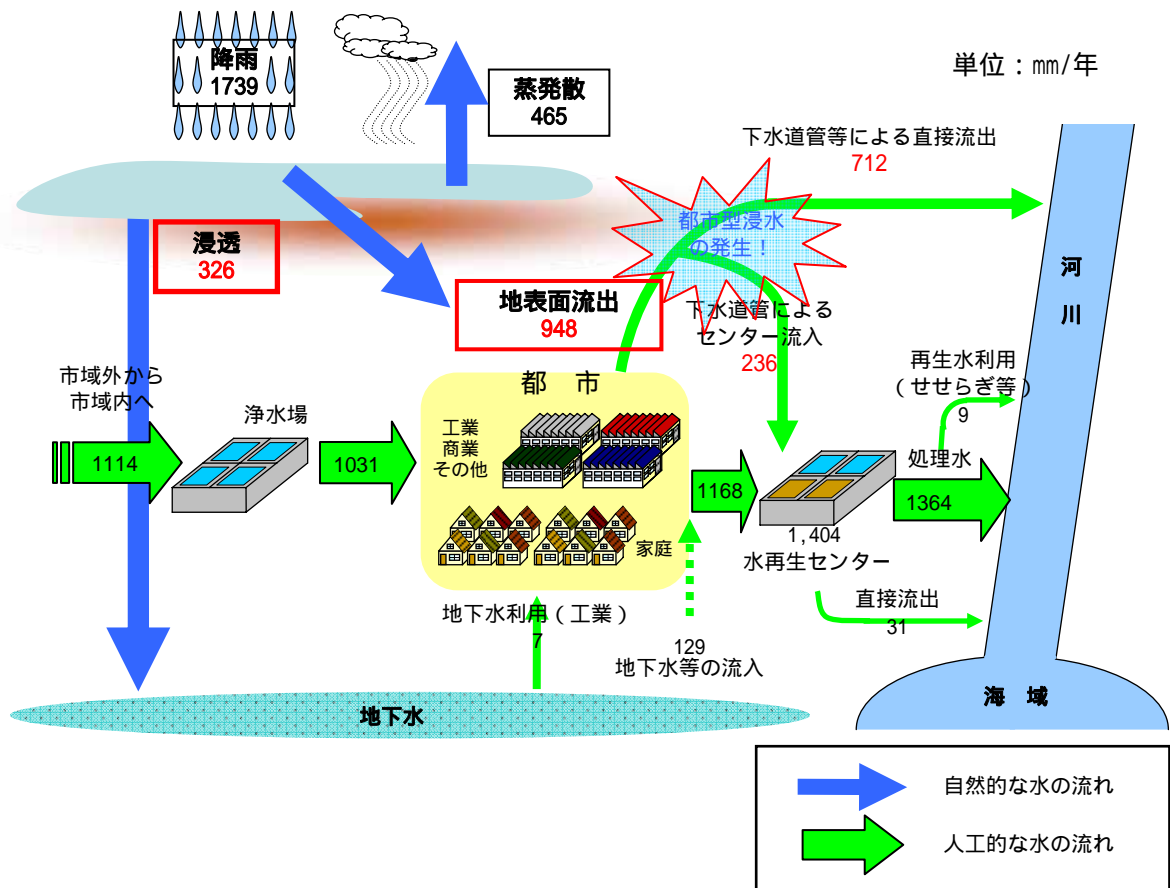 降雨
1739
蒸発散
465
単位：㎜/年
下水道管等による直接流出
712
都市型浸水
の発生！
浸透
326
地表面流出
948
下水道管による
センター流入
236
河
川
市域外から
市域内へ
浄水場
都　市
工業
商業
その他
再生水利用
（せせらぎ等）
9
処理水
1114
1031
1168
1364
家庭
1,404
水再生センター
直接流出
31
地下水利用（工業）
7
129
地下水等の流入
地下水
海　域
自然的な水の流れ
人工的な水の流れ